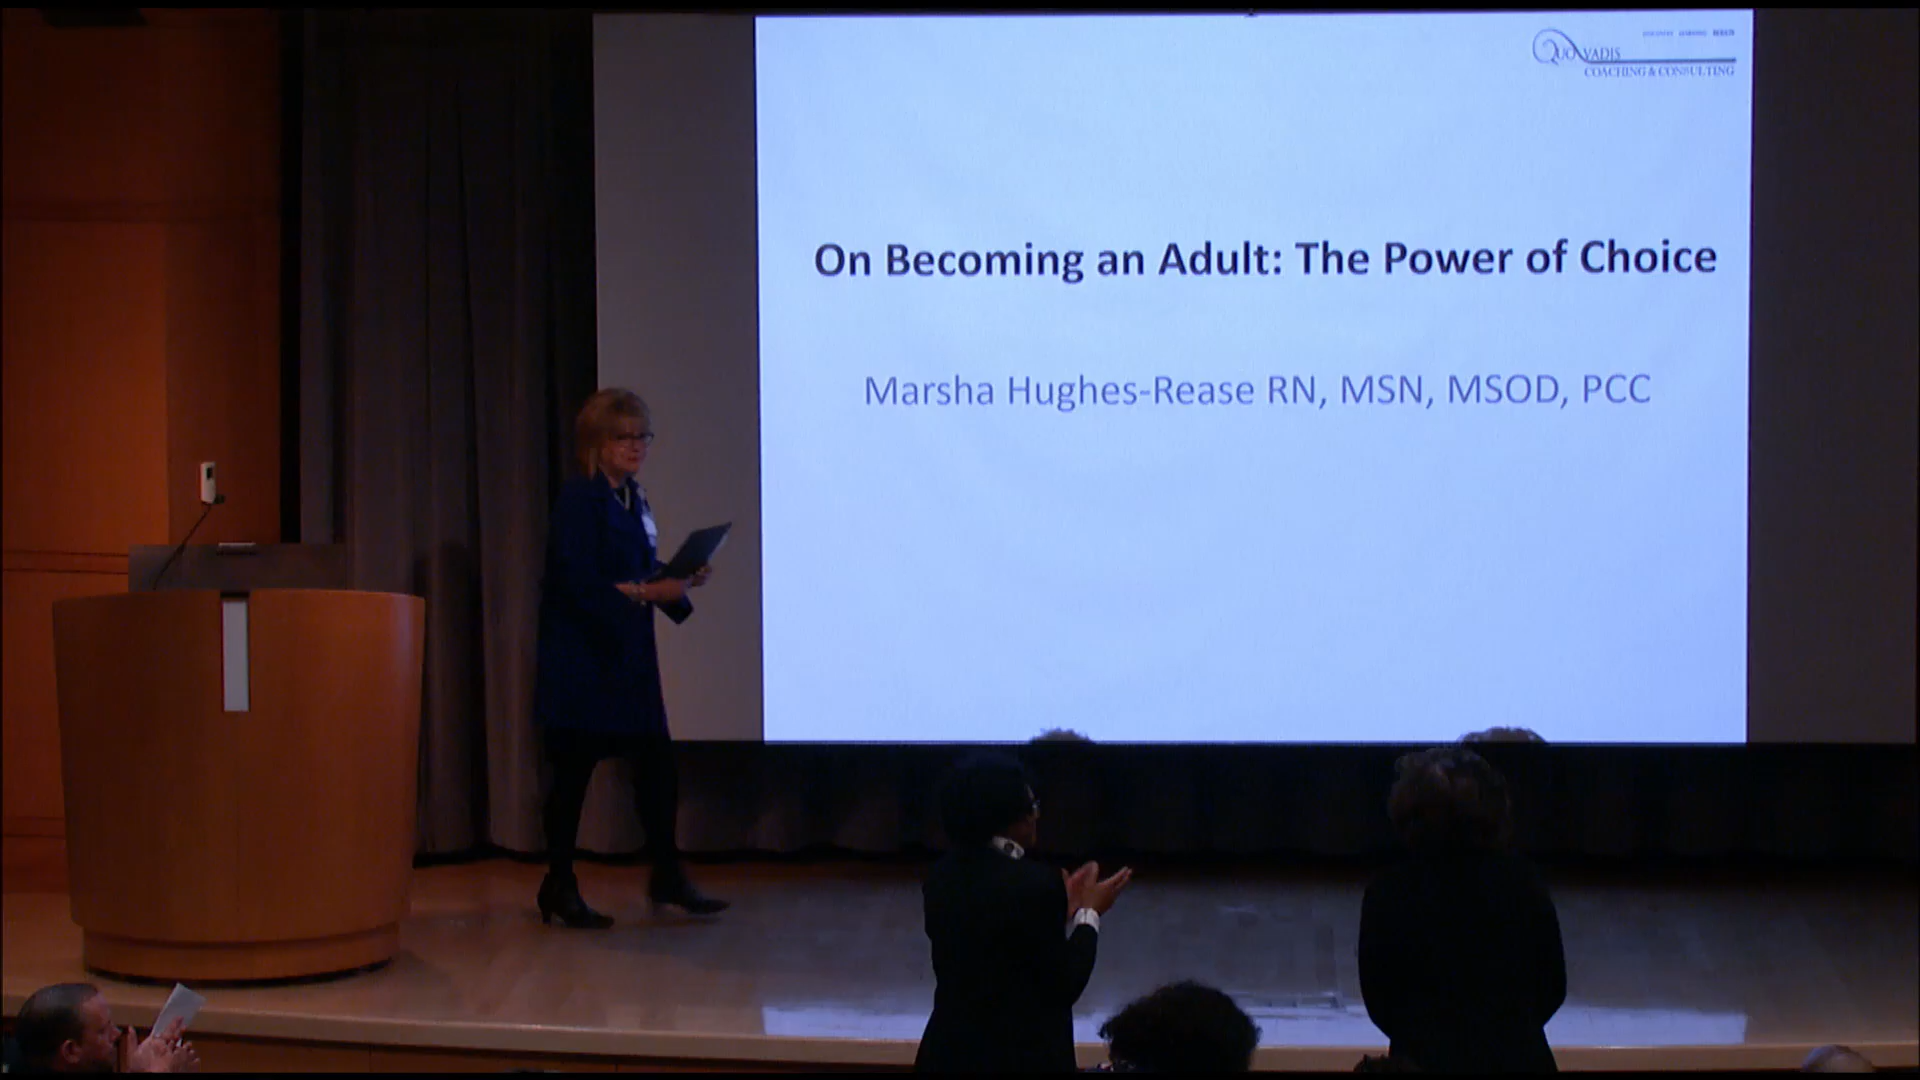 QUO VADIS
COACHING & CONSULTING
On Becoming an Adult: The Power of Choice
Marsha Hughes-Rease RN, MSN, MSOD, PCC